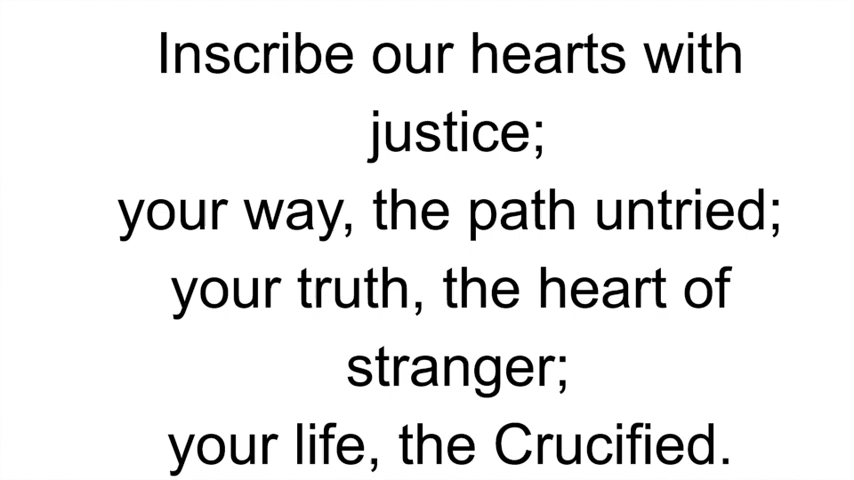 Inscribe our hearts with
justice;
your way, the path untried;
your truth, the heart of
stranger;
your life, the Crucified.